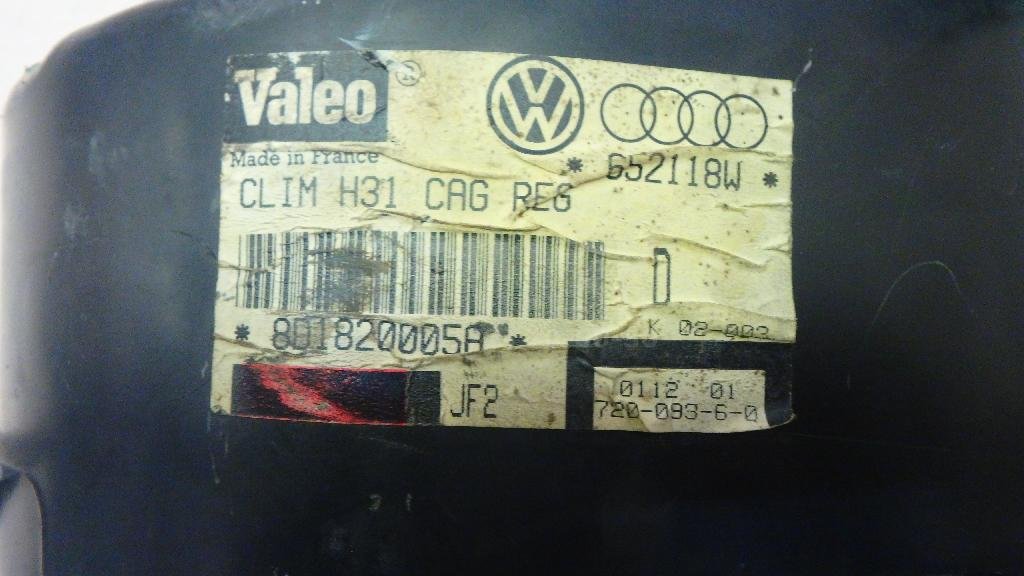 Valeo
Made in France
* 652118W *
CLIM H31 CAG REG
D
* 8D1820005A *
K 02-003
JF2
0112 01
720-093-6-0